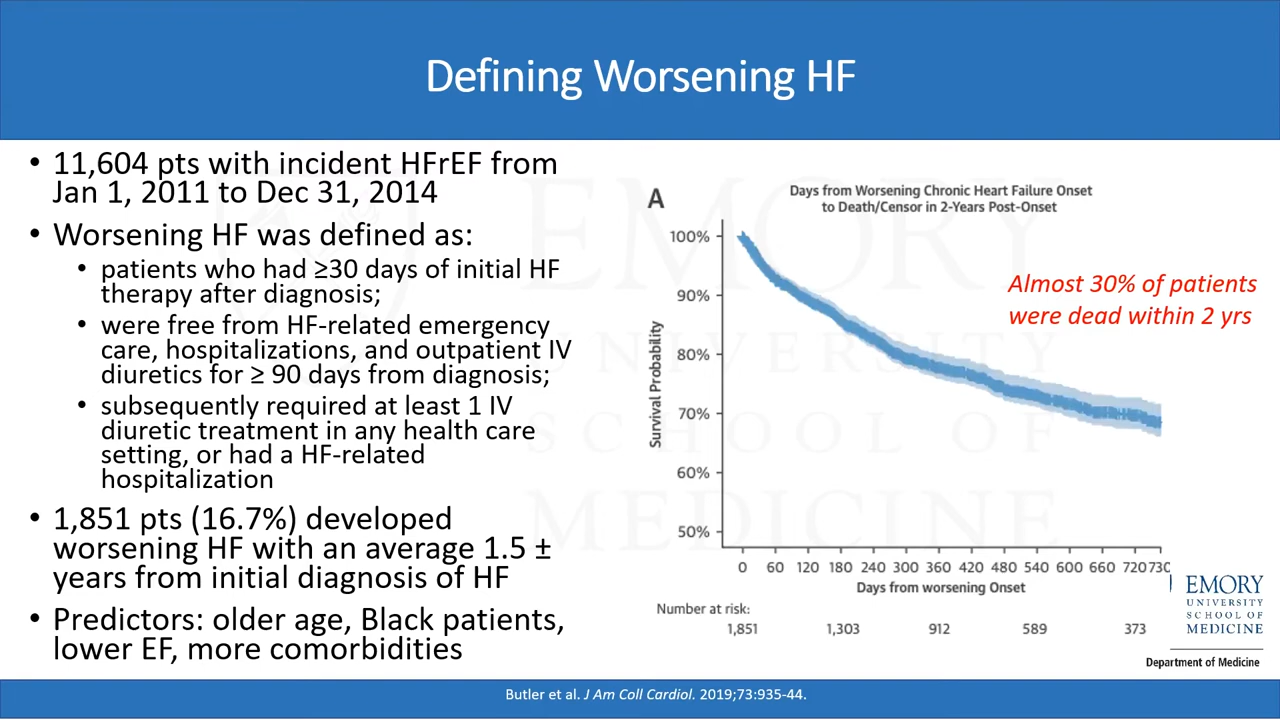 Defining Worsening HF
• 11,604 pts with incident HFrEF from
Jan 1, 2011 to Dec 31, 2014
• Worsening HF was defined as:
• patients who had ≥30 days of initial HF
therapy after diagnosis;
• were free from HF-related emergency
care, hospitalizations, and outpatient IV
diuretics for ≥ 90 days from diagnosis;
• subsequently required at least 1 IV
diuretic treatment in any health care
setting, or had a HF-related
hospitalization
• 1,851 pts (16.7%) developed
worsening HF with an average 1.5 ±
years from initial diagnosis of HF
• Predictors: older age, Black patients,
lower EF, more comorbidities
A
Days from Worsening Chronic Heart Failure Onset
to Death/Censor in 2-Years Post-Onset
Survival Probability
100%
90%
80%
70%
60%
50%
0 60 120 180 240 300 360 420 480 540 600 660 720 730
Days from worsening Onset
Number at risk:
1,851 1,303 912 589 373
Almost 30% of patients
were dead within 2 yrs
EMORY
UNIVERSITY
SCHOOL OF
MEDICINE
EMORY
UNIVERSITY
SCHOOL OF
MEDICINE
Department of Medicine
Butler et al. J Am Coll Cardiol. 2019;73:935-44.